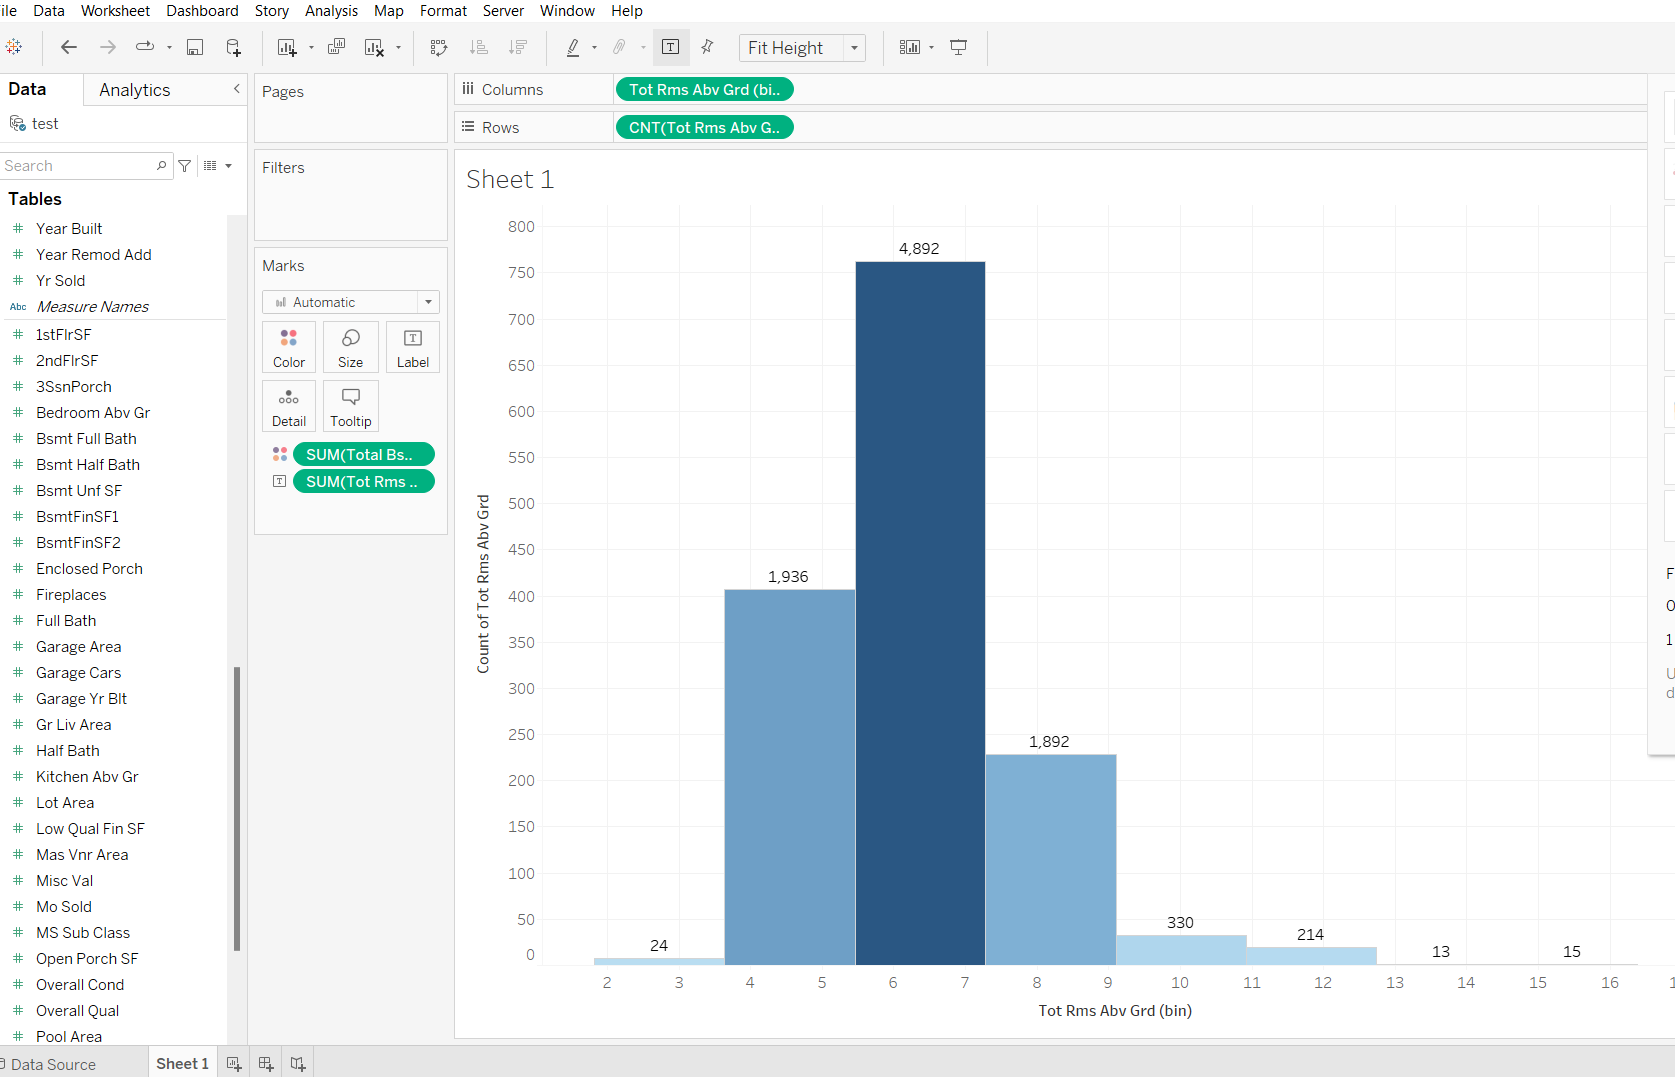 ile Data Worksheet Dashboard Story Analysis Map Format Server Window Help
Fit Height
Data Analytics
test
Search
Tables
Year Built
Year Remod Add
Yr Sold
Abc Measure Names
1stFlrSF
2ndFlrSF
3SsnPorch
Bedroom Abv Gr
Bsmt Full Bath
Bsmt Half Bath
Bsmt Unf SF
BsmtFinSF1
BsmtFinSF2
Enclosed Porch
Fireplaces
Full Bath
Garage Area
Garage Cars
Garage Yr Blt
Gr Liv Area
Half Bath
Kitchen Abv Gr
Lot Area
Low Qual Fin SF
Mas Vnr Area
Misc Val
Mo Sold
MS Sub Class
Open Porch SF
Overall Cond
Overall Qual
Pool Area
Pages
Filters
Marks
Automatic
Color Size Label
Detail Tooltip
SUM(Total Bs..
SUM(Tot Rms ..
Columns Tot Rms Abv Grd (bi..
Rows CNT(Tot Rms Abv G..
Sheet 1
Count of Tot Rms Abv Grd
800
750
700
650
600
550
500
450
400
350
300
250
200
150
100
50
0
24 1,936 4,892 1,892 330 214 13 15
2 3 4 5 6 7 8 9 10 11 12 13 14 15 16 1
Tot Rms Abv Grd (bin)
F
0
1
U
d
Data Source Sheet 1